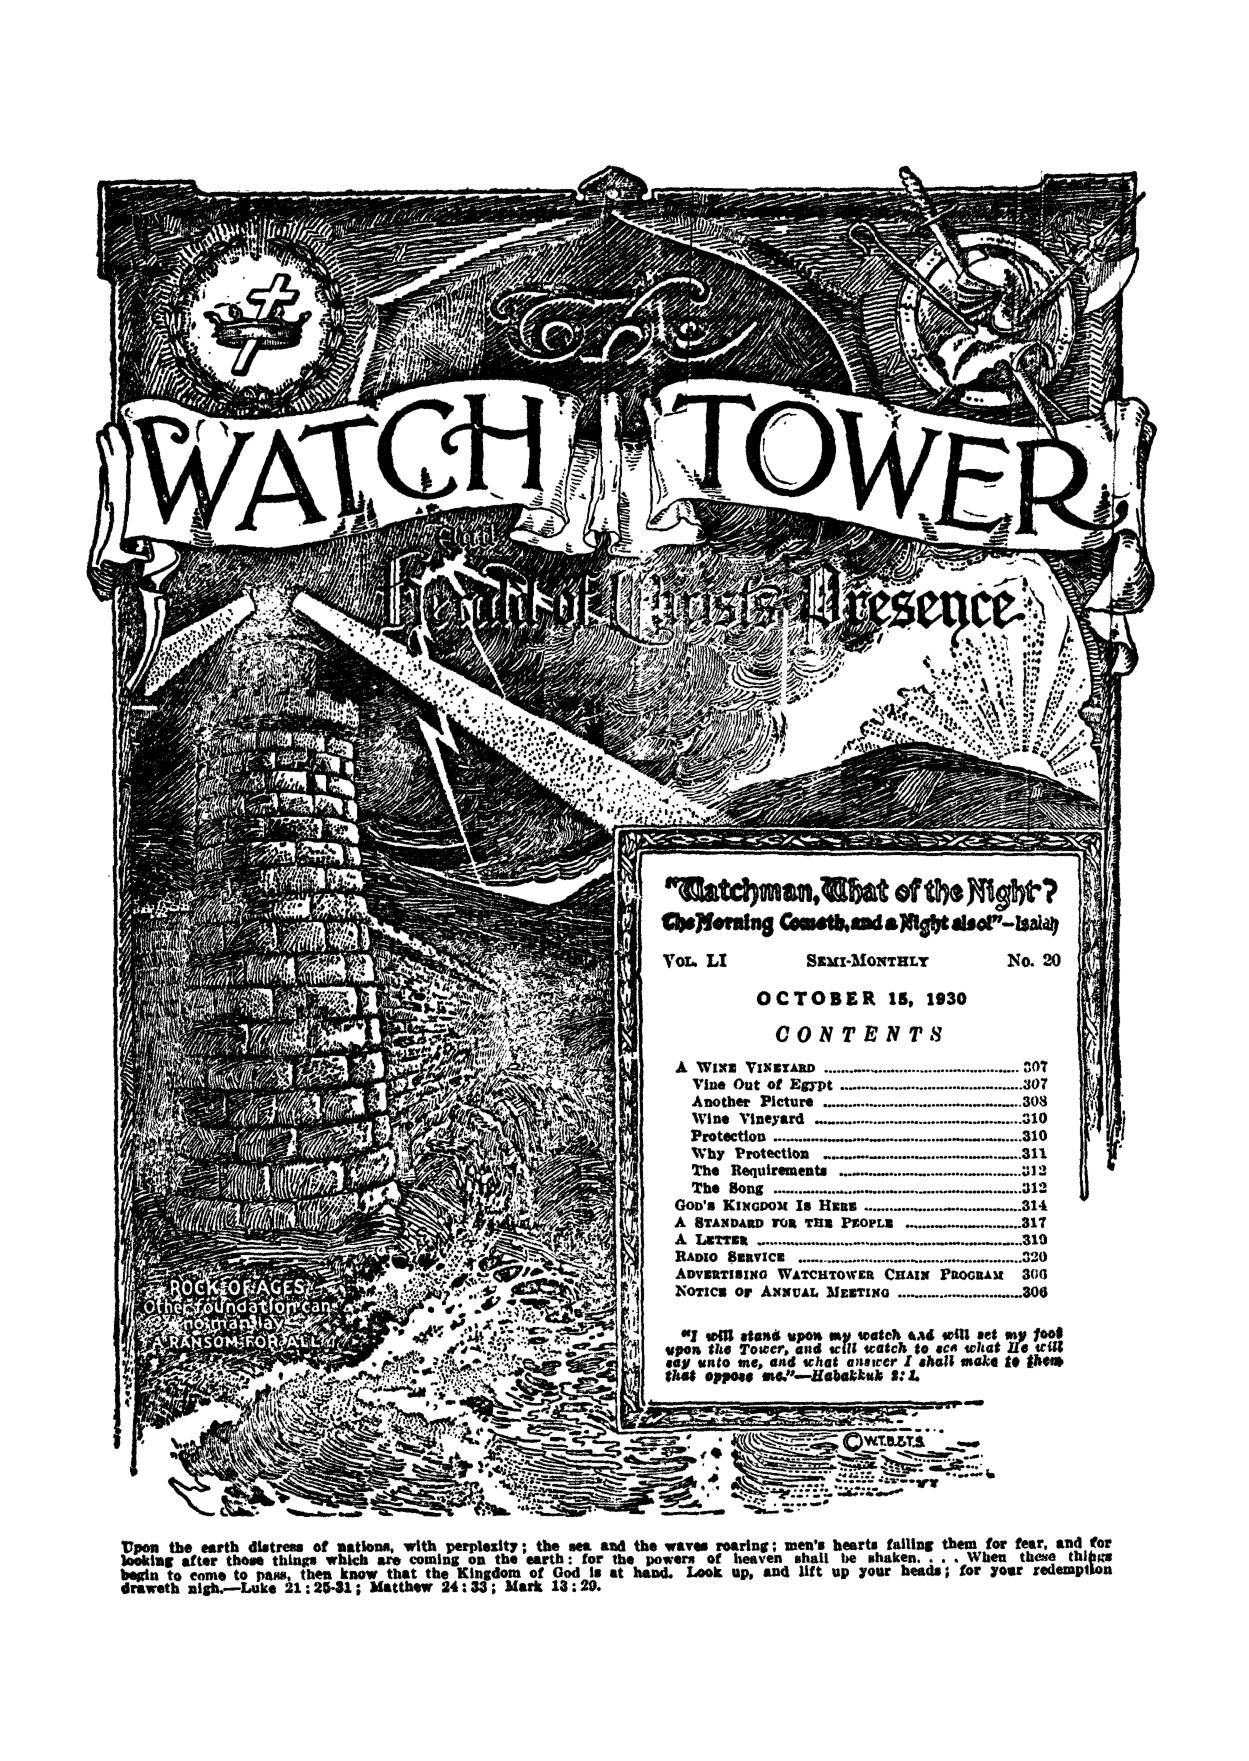 The
WATCH TOWER
And
Herald of Christ's Presence
"Watchman, What of the Night?
The Morning Cometh, and a Night also!"—Isaiah
VOL. LI SEMI-MONTHLY No. 20
OCTOBER 15, 1930
CONTENTS
A WINE VINEYARD 307
Vine Out of Egypt 307
Another Picture 308
Wine Vineyard 310
Protection 310
Why Protection 311
The Requirements 312
The Song 312
GOD'S KINGDOM IS HERE 314
A STANDARD FOR THE PEOPLE 317
A LETTER 319
RADIO SERVICE 320
ADVERTISING WATCHTOWER CHAIN PROGRAM 306
NOTICE OF ANNUAL MEETING 306
"I will stand upon my watch and will set my foot
upon the Tower, and will watch to see what He will
say unto me, and what answer I shall make to them
that oppose me."—Habakkuk 2:1.
ROCK OF AGES
Other foundation can
no man lay
A RANSOM FOR ALL
©W.T.B.&T.S.
Upon the earth distress of nations, with perplexity; the sea and the waves roaring; men's hearts failing them for fear, and for
looking after those things which are coming on the earth: for the powers of heaven shall be shaken. . . . When these things
begin to come to pass, then know that the Kingdom of God is at hand. Look up, and lift up your heads; for your redemption
draweth nigh.—Luke 21:25-31; Matthew 24:33; Mark 13:29.